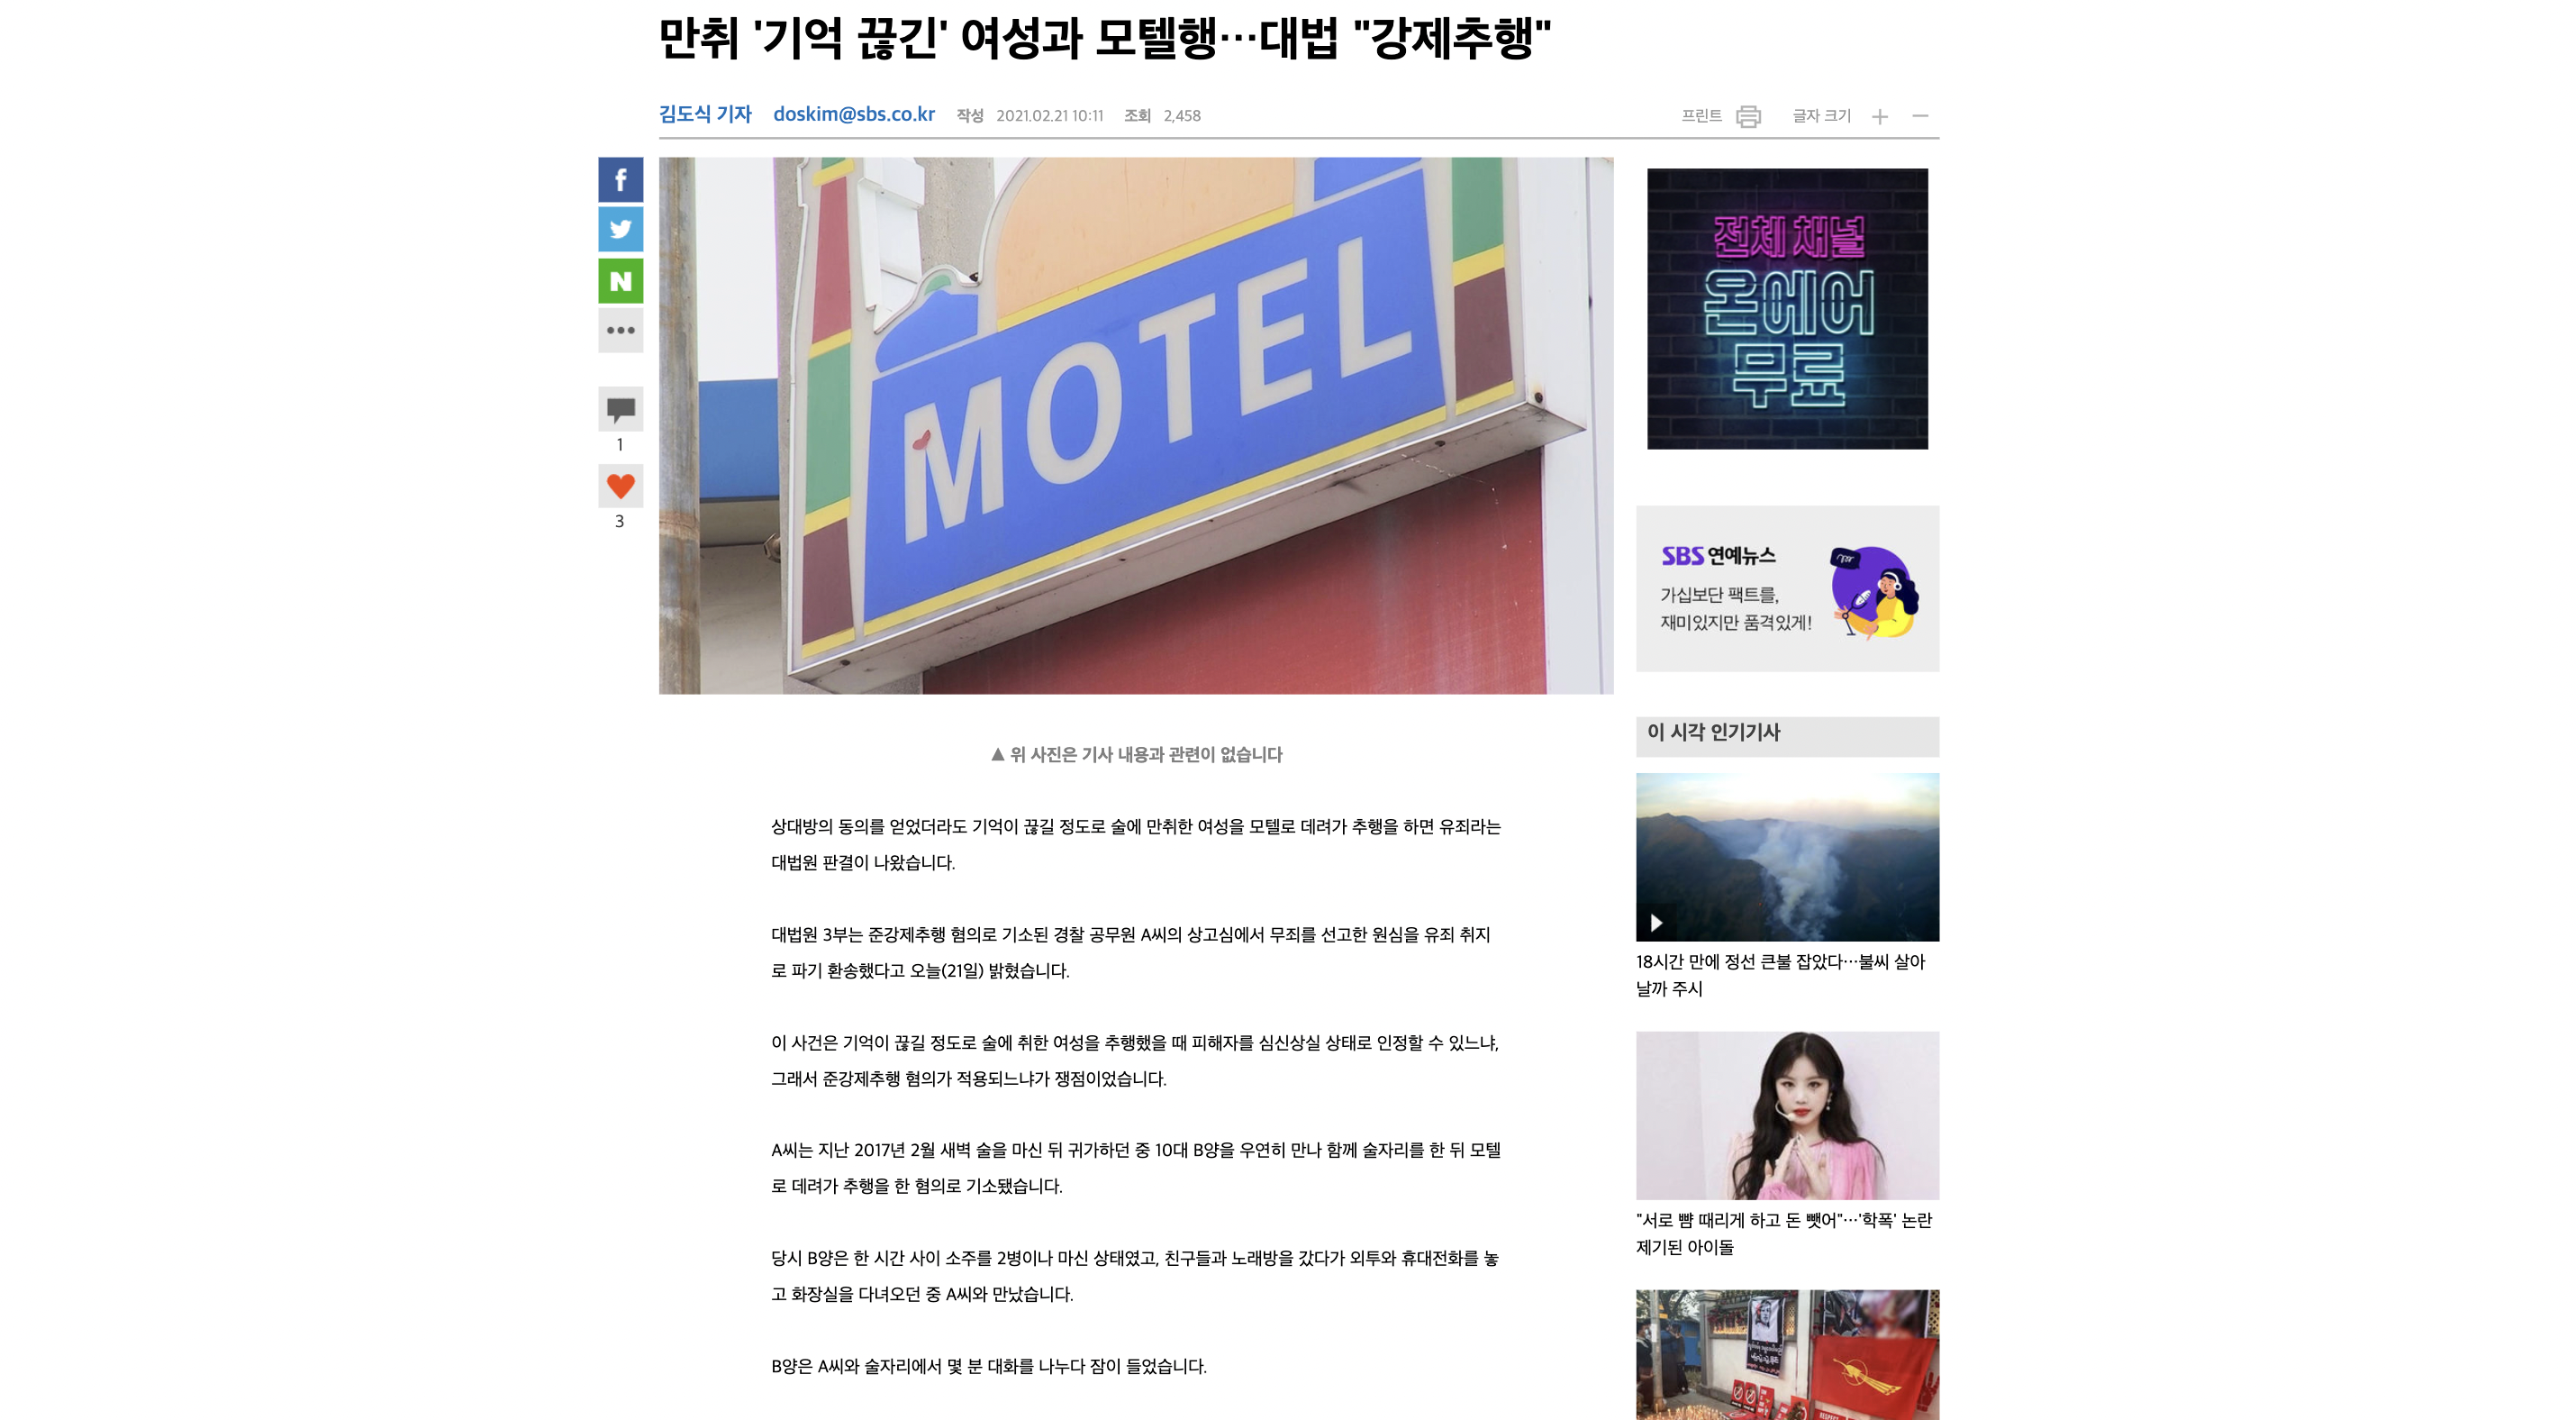 만취 '기억 끊긴' 여성과 모텔행…대법 "강제추행"
김도식 기자 doskim@sbs.co.kr 작성 2021.02.21 10:11 조회 2,458
프린트 글자 크기
f
N
1
3
MOTEL
▲ 위 사진은 기사 내용과 관련이 없습니다
상대방의 동의를 얻었더라도 기억이 끊길 정도로 술에 만취한 여성을 모텔로 데려가 추행을 하면 유죄라는
대법원 판결이 나왔습니다.
대법원 3부는 준강제추행 혐의로 기소된 경찰 공무원 A씨의 상고심에서 무죄를 선고한 원심을 유죄 취지
로 파기 환송했다고 오늘(21일) 밝혔습니다.
이 사건은 기억이 끊길 정도로 술에 취한 여성을 추행했을 때 피해자를 심신상실 상태로 인정할 수 있느냐,
그래서 준강제추행 혐의가 적용되느냐가 쟁점이었습니다.
A씨는 지난 2017년 2월 새벽 술을 마신 뒤 귀가하던 중 10대 B양을 우연히 만나 함께 술자리를 한 뒤 모텔
로 데려가 추행을 한 혐의로 기소됐습니다.
당시 B양은 한 시간 사이 소주를 2병이나 마신 상태였고, 친구들과 노래방을 갔다가 외투와 휴대전화를 놓
고 화장실을 다녀오던 중 A씨와 만났습니다.
B양은 A씨와 술자리에서 몇 분 대화를 나누다 잠이 들었습니다.
전체 채널
온에어
무료
SBS 연예뉴스
가십보단 팩트를,
재미있지만 품격있게!
이 시각 인기기사
18시간 만에 정선 큰불 잡았다…불씨 살아
날까 주시
"서로 뺨 때리게 하고 돈 뺏어"…'학폭' 논란
제기된 아이돌